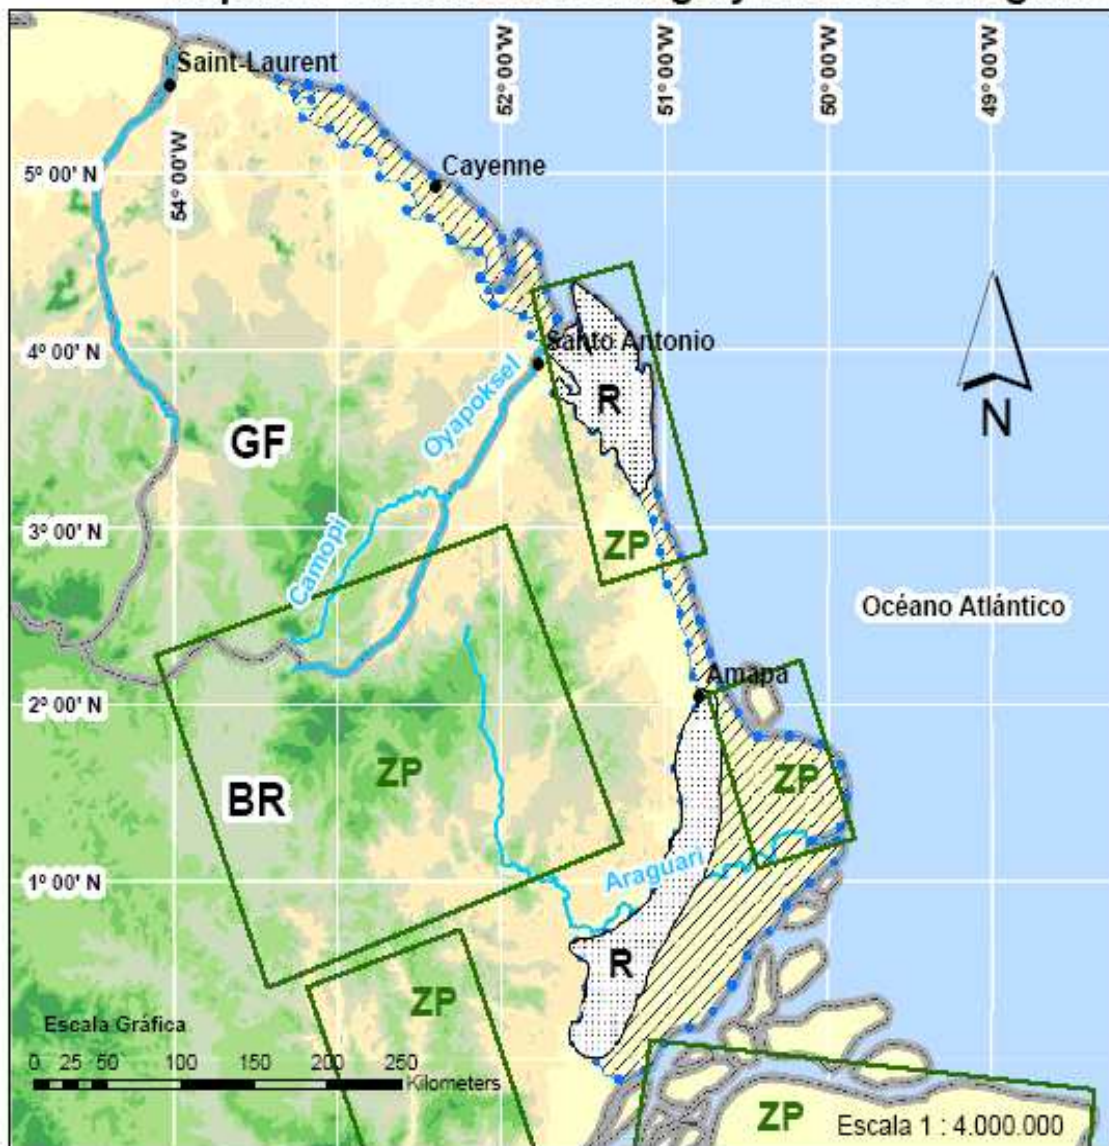 Saint-Laurent
54° 00'W
52° 00'W
51° 00'W
50° 00'W
49° 00'W
5° 00' N
Cayenne
4° 00' N
Santo Antonio
R
N
GF
Oyapoksel
3° 00' N
ZP
Camopi
Océano Atlántico
2° 00' N
Amapa
ZP
ZP
BR
1° 00' N
Araguari
R
ZP
Escala Gráfica
0 25 50 100 150 200 250
Kilometers
ZP
Escala 1 : 4.000.000